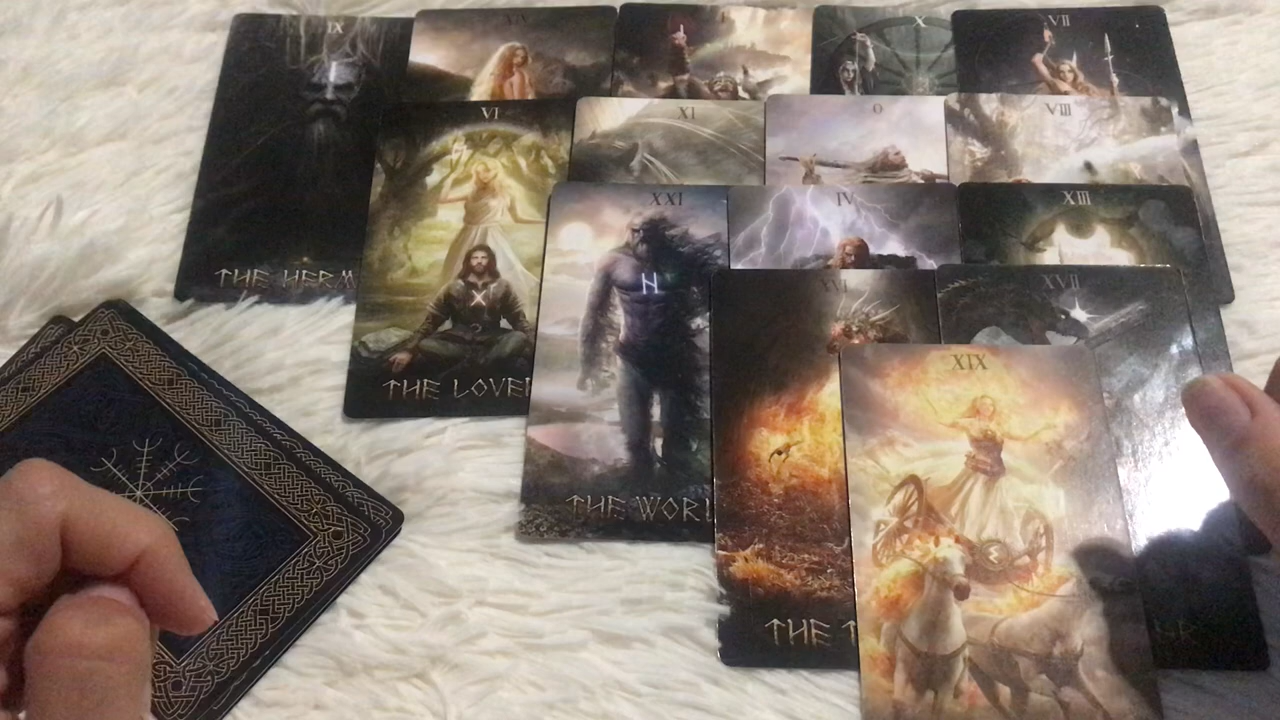 IX
XIV
I
X
VII
VI
XI
0
VIII
XXI
IV
XIII
XVI
XVII
XIX
THE HERM
THE LOVE
THE WORL
THE T